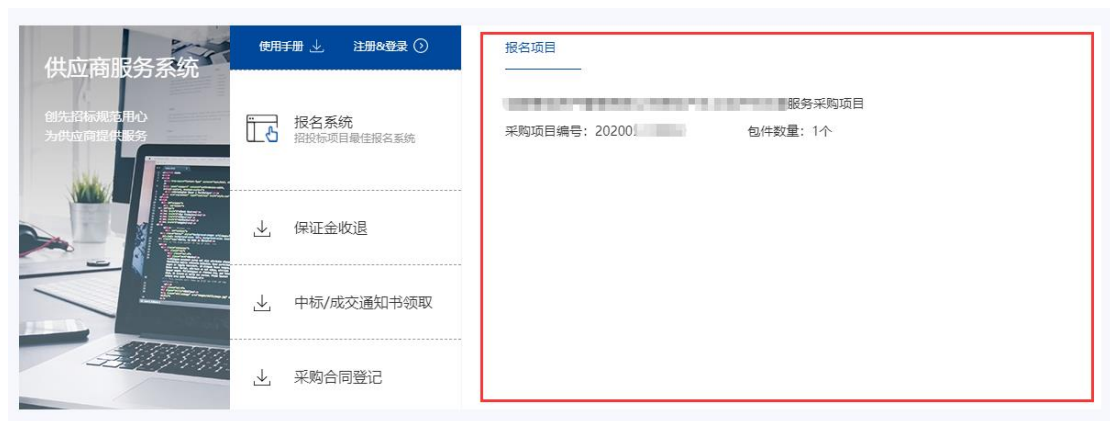 供应商服务系统
创先招标规范用心
为供应商提供服务
使用手册 注册&登录
报名系统
招投标项目最佳报名系统
保证金收退
中标/成交通知书领取
采购合同登记
报名项目
服务采购项目
采购项目编号：20200 包件数量：1个